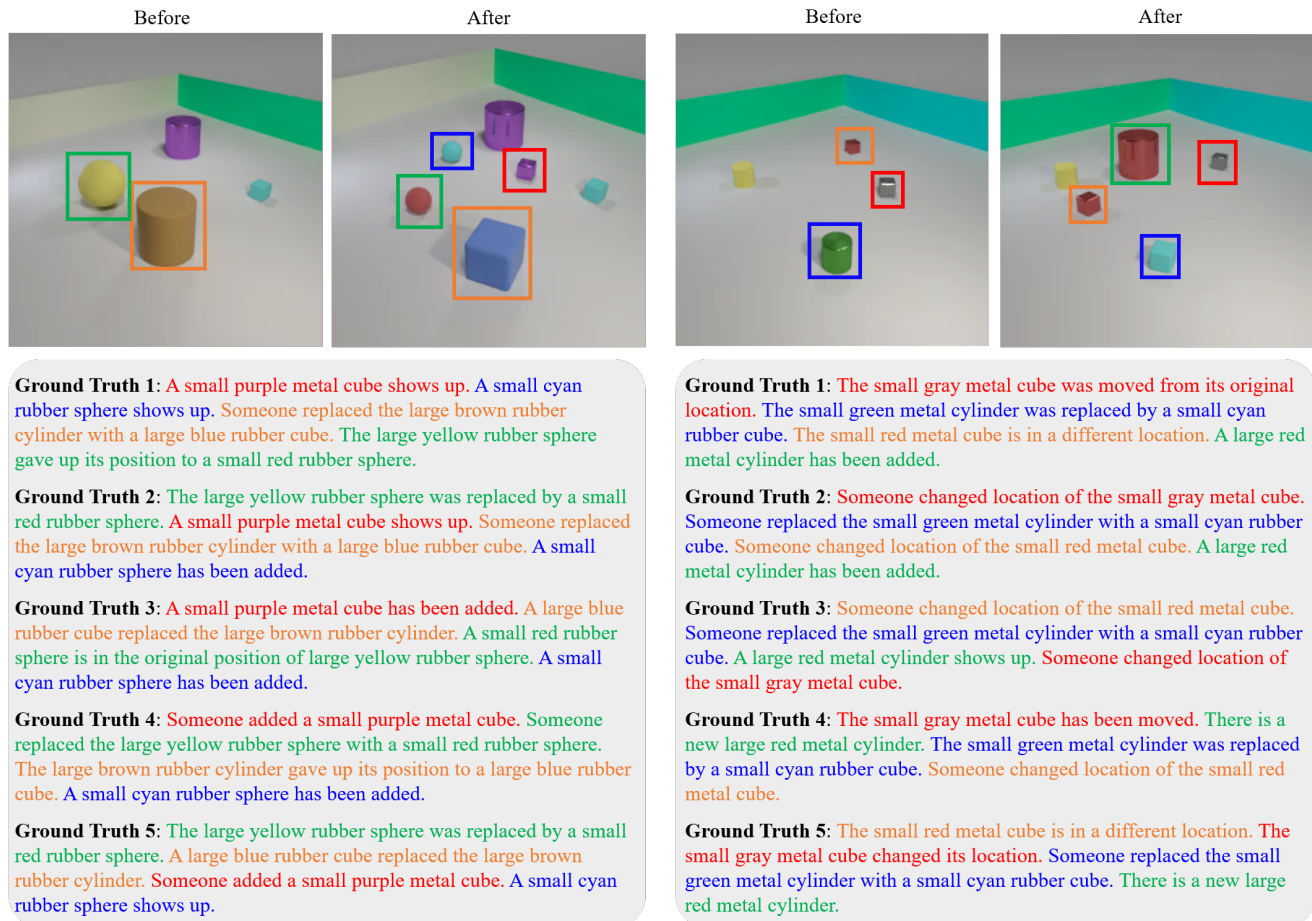 Before
After
Before
After
Ground Truth 1: A small purple metal cube shows up. A small cyan
rubber sphere shows up. Someone replaced the large brown rubber
cylinder with a large blue rubber cube. The large yellow rubber sphere
gave up its position to a small red rubber sphere.
Ground Truth 2: The large yellow rubber sphere was replaced by a small
red rubber sphere. A small purple metal cube shows up. Someone replaced
the large brown rubber cylinder with a large blue rubber cube. A small
cyan rubber sphere has been added.
Ground Truth 3: A small purple metal cube has been added. A large blue
rubber cube replaced the large brown rubber cylinder. A small red rubber
sphere is in the original position of large yellow rubber sphere. A small
cyan rubber sphere has been added.
Ground Truth 4: Someone added a small purple metal cube. Someone
replaced the large yellow rubber sphere with a small red rubber sphere.
The large brown rubber cylinder gave up its position to a large blue rubber
cube. A small cyan rubber sphere has been added.
Ground Truth 5: The large yellow rubber sphere was replaced by a small
red rubber sphere. A large blue rubber cube replaced the large brown
rubber cylinder. Someone added a small purple metal cube. A small cyan
rubber sphere shows up.
Ground Truth 1: The small gray metal cube was moved from its original
location. The small green metal cylinder was replaced by a small cyan
rubber cube. The small red metal cube is in a different location. A large red
metal cylinder has been added.
Ground Truth 2: Someone changed location of the small gray metal cube.
Someone replaced the small green metal cylinder with a small cyan rubber
cube. Someone changed location of the small red metal cube. A large red
metal cylinder has been added.
Ground Truth 3: Someone changed location of the small red metal cube.
Someone replaced the small green metal cylinder with a small cyan rubber
cube. A large red metal cylinder shows up. Someone changed location of
the small gray metal cube.
Ground Truth 4: The small gray metal cube has been moved. There is a
new large red metal cylinder. The small green metal cylinder was replaced
by a small cyan rubber cube. Someone changed location of the small red
metal cube.
Ground Truth 5: The small red metal cube is in a different location. The
small gray metal cube changed its location. Someone replaced the small
green metal cylinder with a small cyan rubber cube. There is a new large
red metal cylinder.